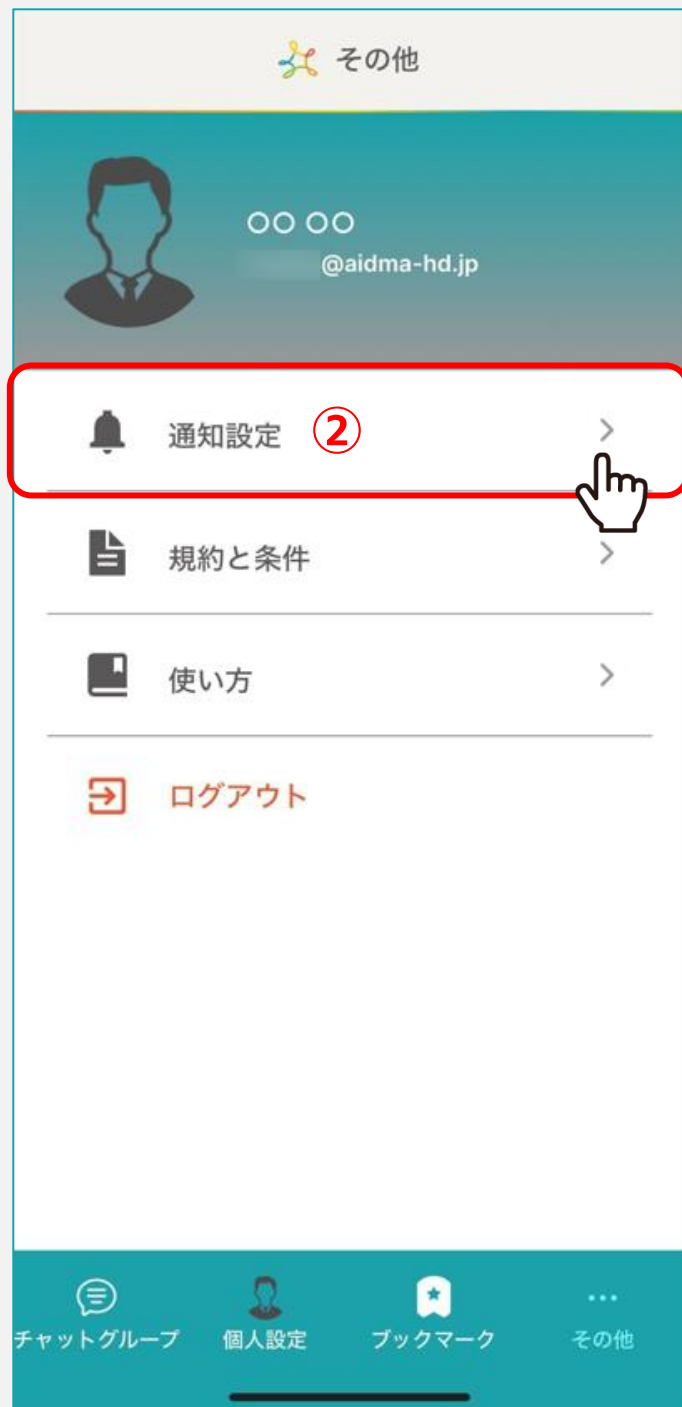 その他
○○ ○○
@aidma-hd.jp
通知設定 ②
規約と条件
使い方
ログアウト
チャットグループ 個人設定 ブックマーク その他